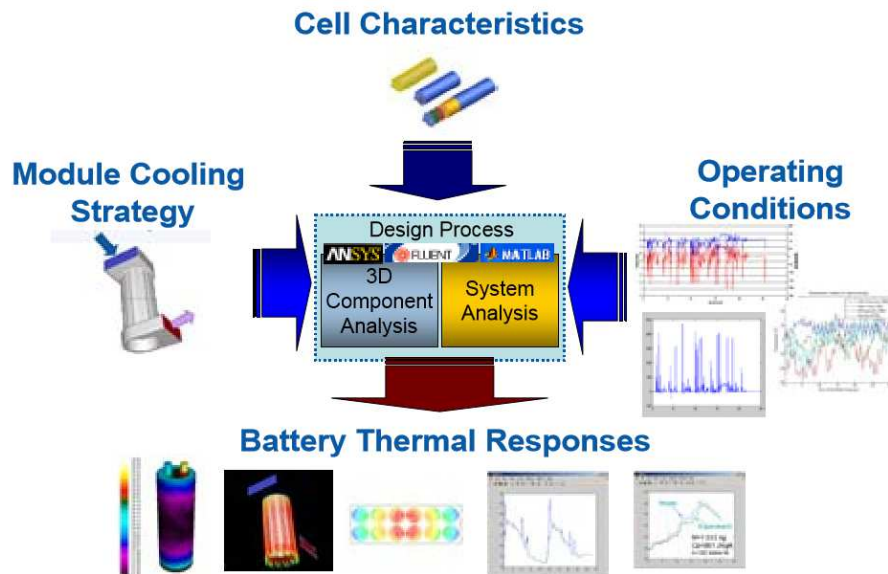 Cell Characteristics
Module Cooling
Strategy
Operating
Conditions
Design Process
ANSYS FLUENT MATLAB
3D
Component
Analysis
System
Analysis
Battery Thermal Responses